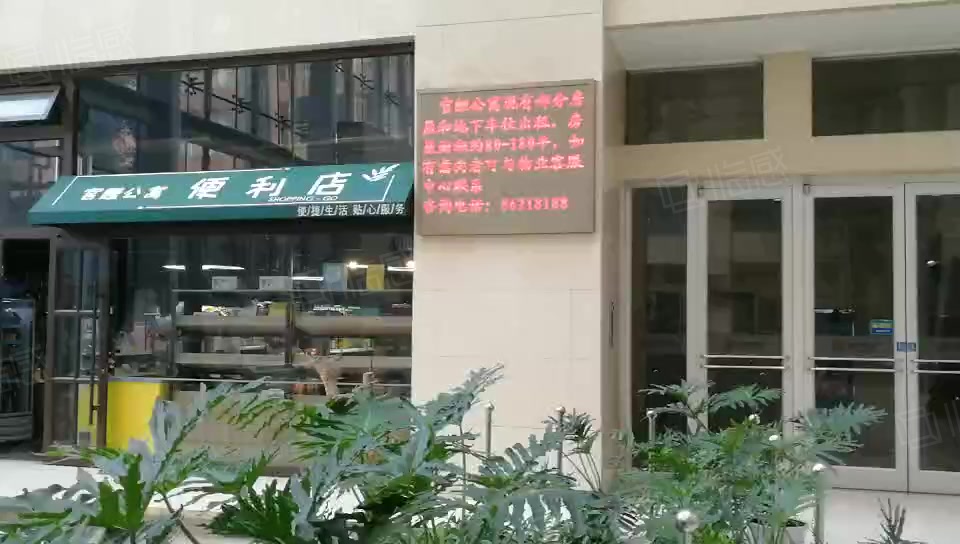 官邸公寓 便利店
SHOPPING-GO
便/捷/生/活 贴/心/服/务
官邸公寓现有部分房
屋和地下车位出租,房
屋面积约80-180平,如
有需求者可与物业客服
中心联系
咨询电话:86218188